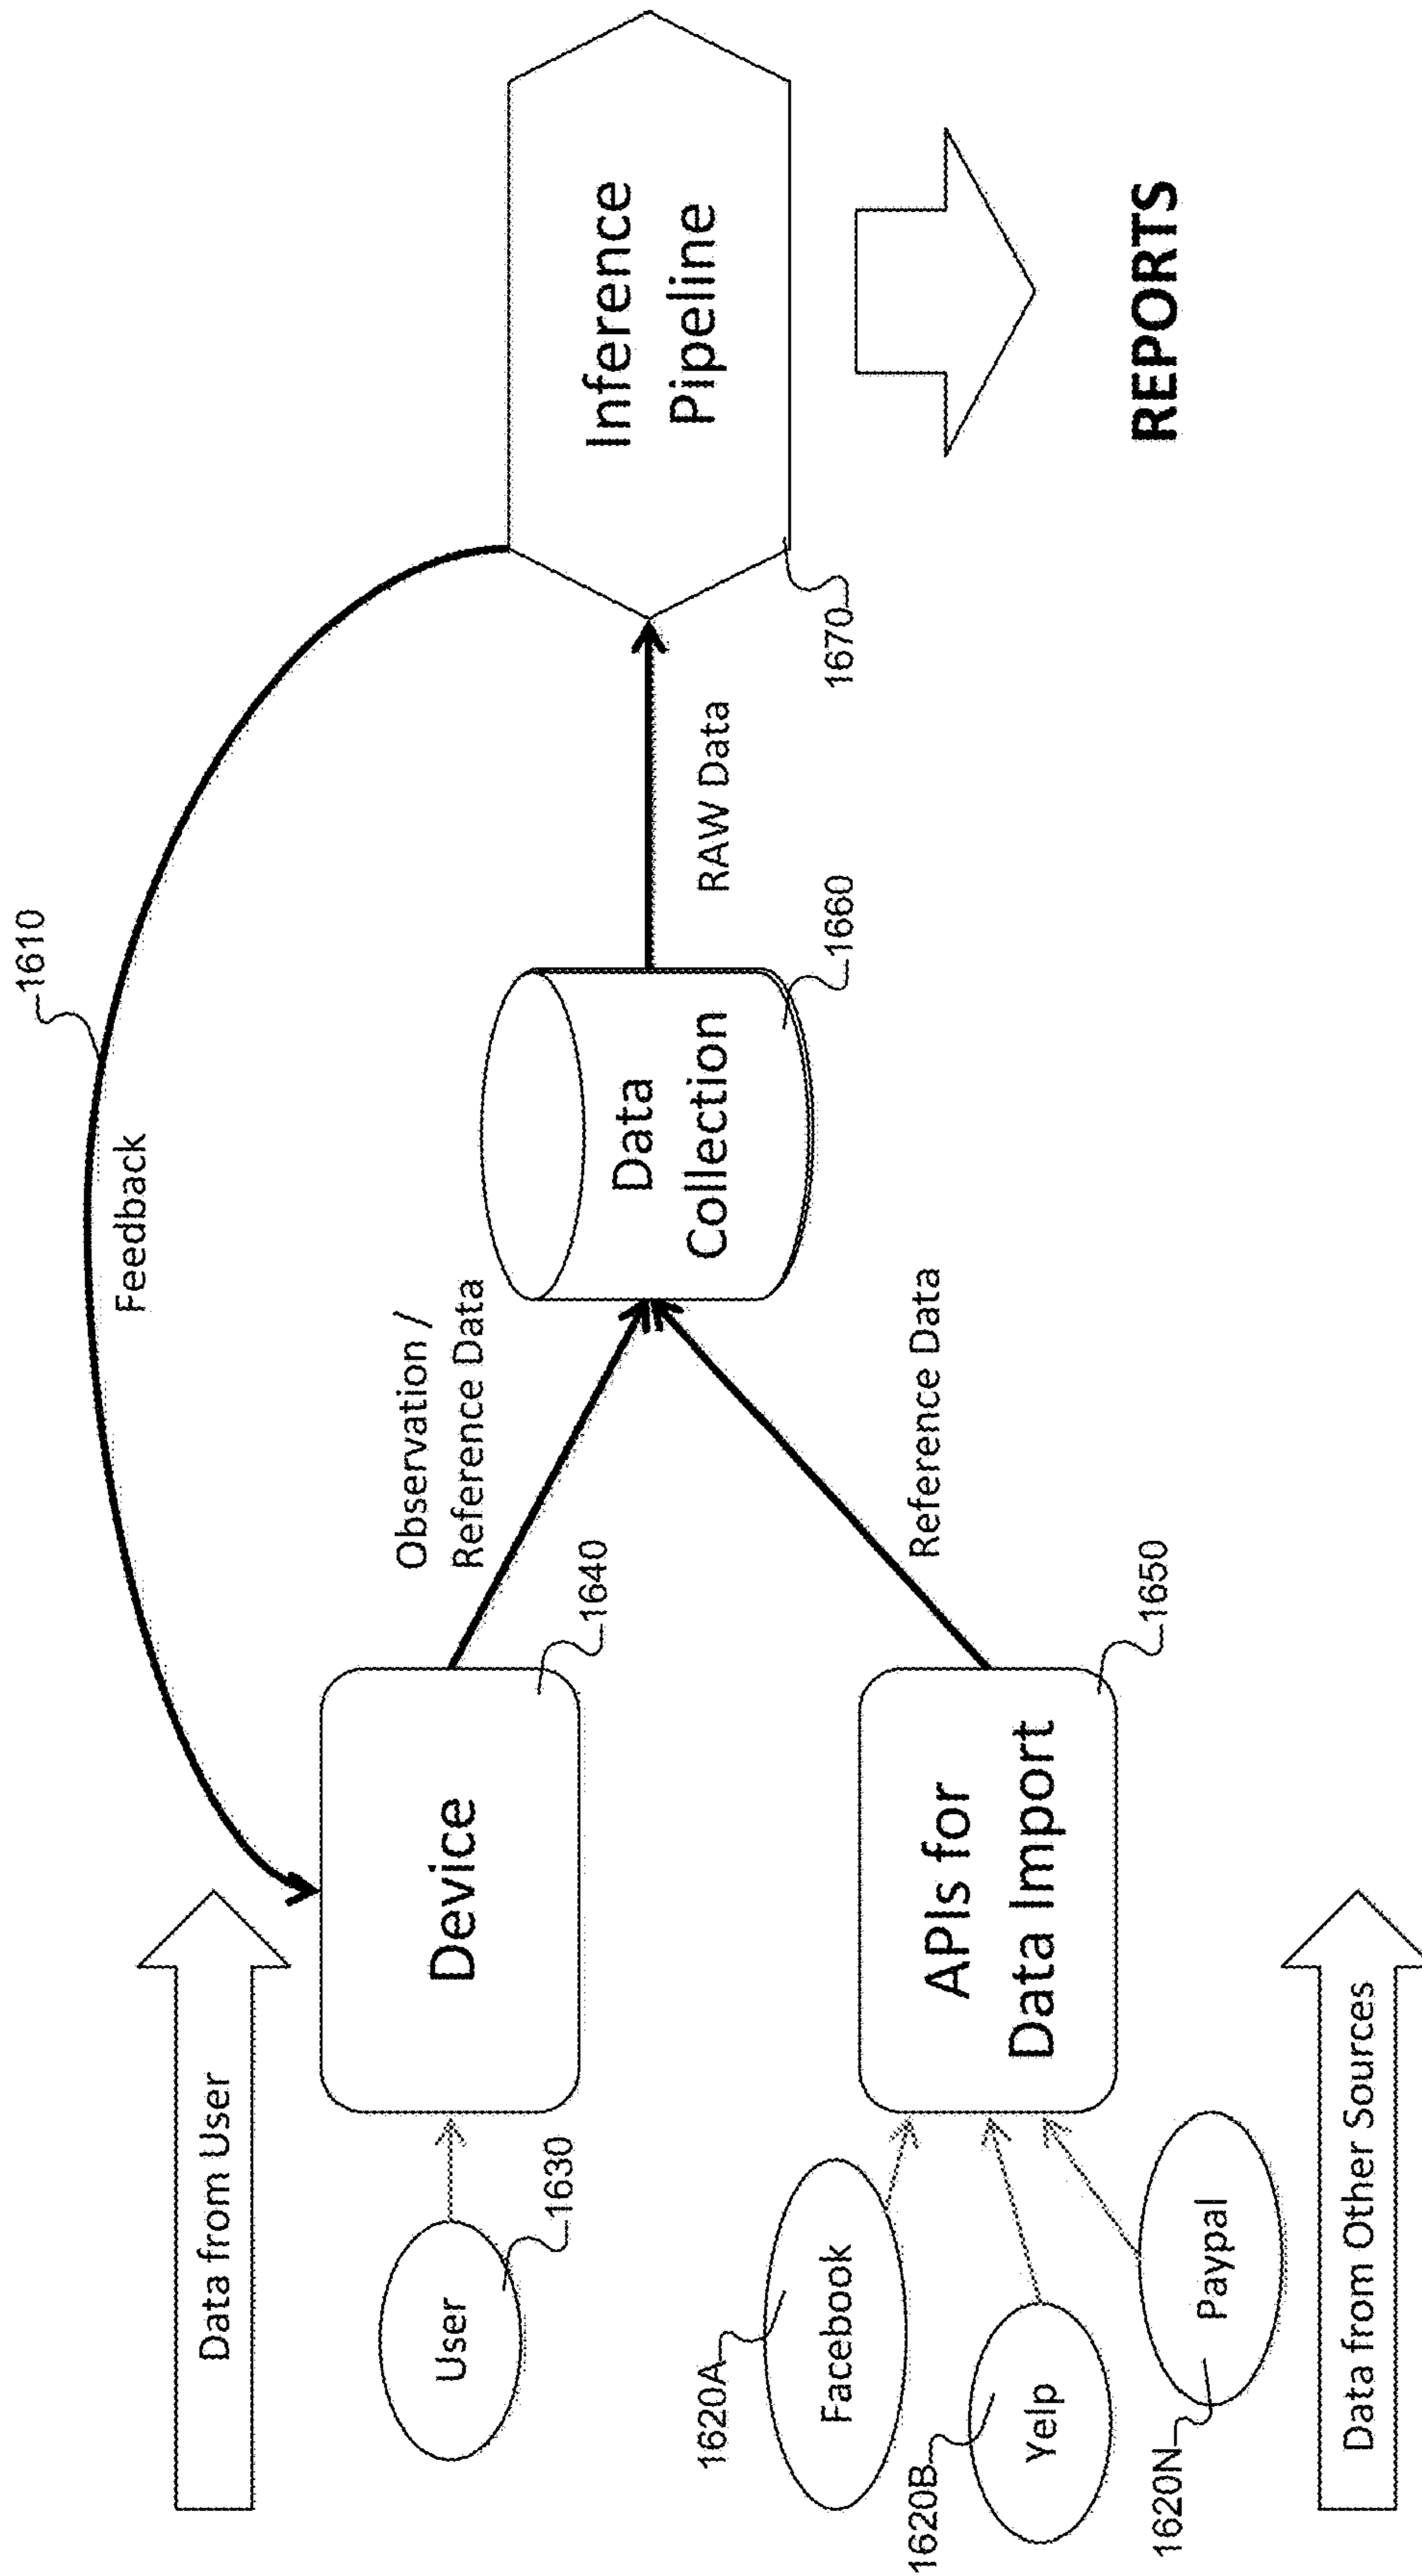 1610
Feedback
Data from User
User
1630
Device
1640
Observation /
Reference Data
Data
Collection
1660
RAW Data
Inference
Pipeline
1670
REPORTS
1620A
Facebook
1620B
Yelp
1620N
Paypal
APIs for
Data Import
1650
Reference Data
Data from Other Sources